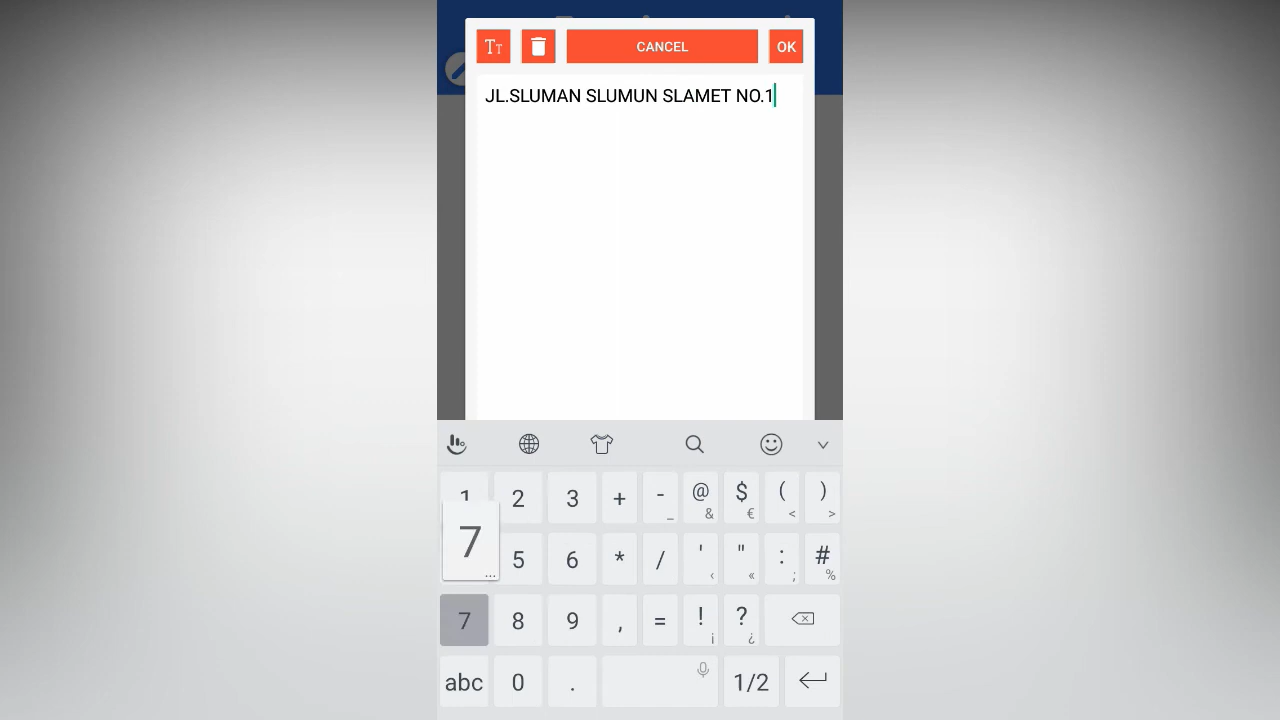 TT
CANCEL
OK
JL.SLUMAN SLUMUN SLAMET NO.1
1 2 3 + - _ @ & $ € ( < ) >
7 ... 5 6 * / ' ‹ " « : ; # %
7 8 9 , = ! ¡ ? ¿
abc 0 . 1/2